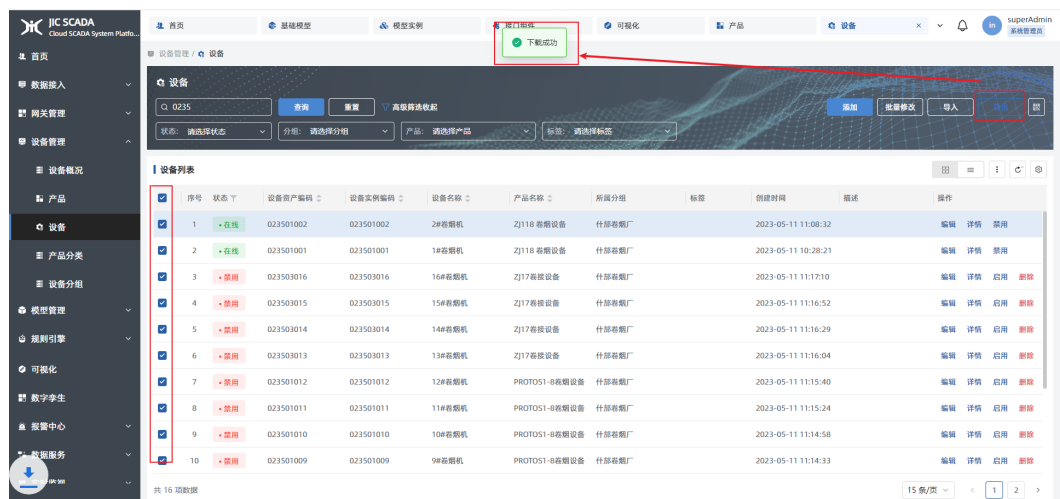 JIC SCADA
Cloud SCADA System Platfo...
首页
数据接入
网关管理
设备管理
设备概况
产品
设备
产品分类
设备分组
模型管理
规则引擎
可视化
数字孪生
报警中心
数据服务
首页 基础模型 模型实例 接口组件 可视化 产品 设备 ×
in superAdmin
系统管理员
下载成功
设备管理 / 设备
设备
0235 查询 重置 高级筛选收起 添加 批量修改 导入 导出
状态: 请选择状态 分组: 请选择分组 产品: 请选择产品 标签: 请选择标签
设备列表
序号 状态 设备资产编码 设备实例编码 设备名称 产品名称 所属分组 标签 创建时间 描述 操作
1 在线 023501002 023501002 2#卷烟机 ZJ118 卷烟设备 什邡卷烟厂 2023-05-11 11:08:32 编辑 详情 禁用
2 在线 023501001 023501001 1#卷烟机 ZJ118 卷烟设备 什邡卷烟厂 2023-05-11 10:28:21 编辑 详情 禁用
3 禁用 023503016 023503016 16#卷烟机 ZJ17卷接设备 什邡卷烟厂 2023-05-11 11:17:10 编辑 详情 启用 删除
4 禁用 023503015 023503015 15#卷烟机 ZJ17卷接设备 什邡卷烟厂 2023-05-11 11:16:52 编辑 详情 启用 删除
5 禁用 023503014 023503014 14#卷烟机 ZJ17卷接设备 什邡卷烟厂 2023-05-11 11:16:29 编辑 详情 启用 删除
6 禁用 023503013 023503013 13#卷烟机 ZJ17卷接设备 什邡卷烟厂 2023-05-11 11:16:04 编辑 详情 启用 删除
7 禁用 023501012 023501012 12#卷烟机 PROTOS1-8卷烟设备 什邡卷烟厂 2023-05-11 11:15:40 编辑 详情 启用 删除
8 禁用 023501011 023501011 11#卷烟机 PROTOS1-8卷烟设备 什邡卷烟厂 2023-05-11 11:15:24 编辑 详情 启用 删除
9 禁用 023501010 023501010 10#卷烟机 PROTOS1-8卷烟设备 什邡卷烟厂 2023-05-11 11:14:58 编辑 详情 启用 删除
10 禁用 023501009 023501009 9#卷烟机 PROTOS1-8卷烟设备 什邡卷烟厂 2023-05-11 11:14:33 编辑 详情 启用 删除
共 16 项数据 15 条/页 < 1 2 >